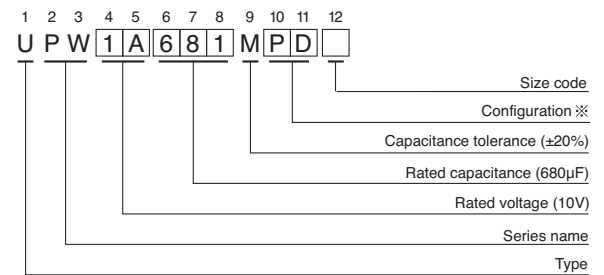 1 2 3 4 5 6 7 8 9 10 11 12
U P W 1 A 6 8 1 M P D
Size code
Configuration ※
Capacitance tolerance (±20%)
Rated capacitance (680µF)
Rated voltage (10V)
Series name
Type